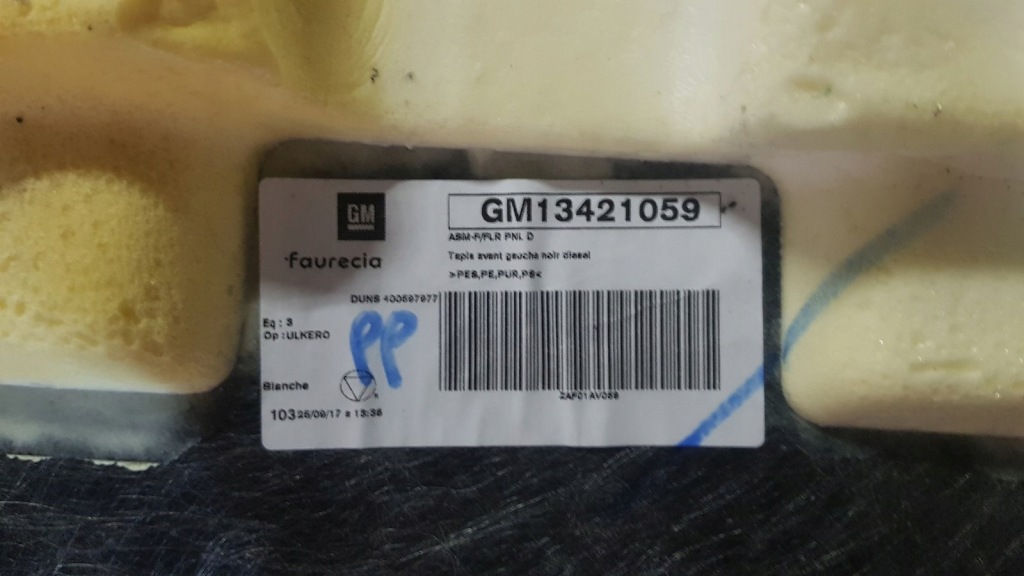 GM
GM13421059
ABM-F/FLR PNL D
faurecia
Tapis avant gauche noir diesel
>PES,PE,PUR,PS<
DUNS 400597977
Eq : 3
Op : ULKERO
PP
Blanche
2AF01AV059
103 26/09/17 a 13:36